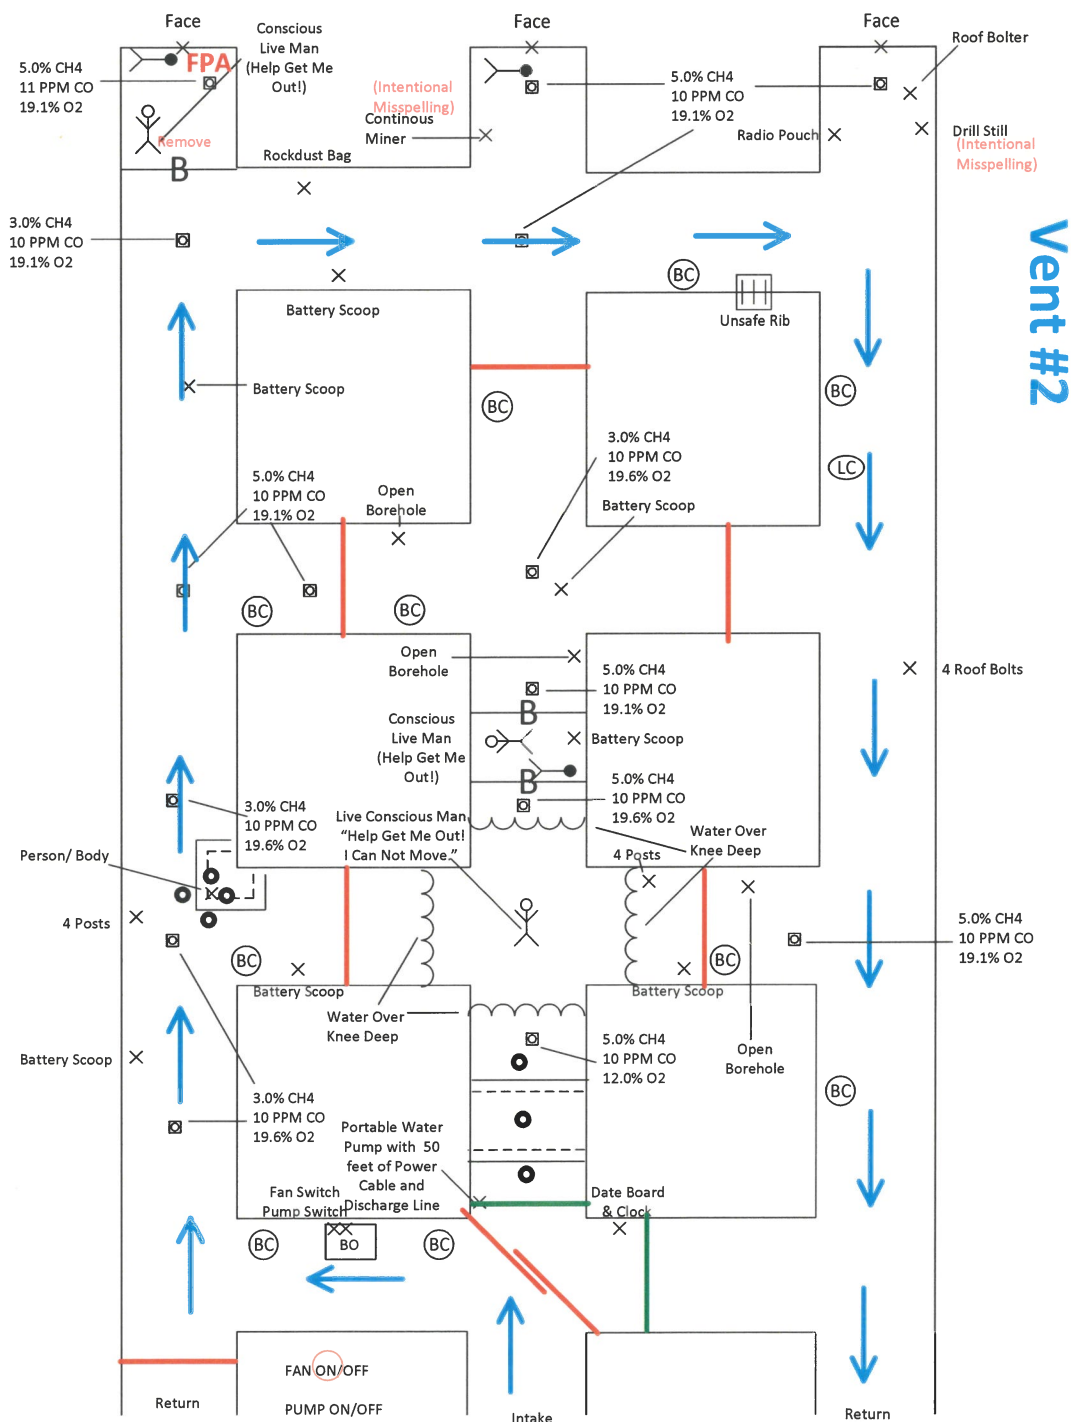 Face
Face
Face
Conscious
Live Man
(Help Get Me
Out!)
FPA
5.0% CH4
11 PPM CO
19.1% O2
Remove
B
(Intentional
Misspelling)
Continous
Miner
5.0% CH4
10 PPM CO
19.1% O2
Roof Bolter
Radio Pouch
Drill Still
(Intentional
Misspelling)
Rockdust Bag
3.0% CH4
10 PPM CO
19.1% O2
Vent #2
BC
Battery Scoop
Unsafe Rib
Battery Scoop
BC
BC
3.0% CH4
10 PPM CO
19.6% O2
LC
5.0% CH4
10 PPM CO
19.1% O2
Open
Borehole
Battery Scoop
BC
BC
Open
Borehole
5.0% CH4
10 PPM CO
19.1% O2
4 Roof Bolts
B
Conscious
Live Man
(Help Get Me
Out!)
Battery Scoop
B
5.0% CH4
10 PPM CO
19.6% O2
3.0% CH4
10 PPM CO
19.6% O2
Live Conscious Man
“Help Get Me Out!
I Can Not Move.”
Water Over
Knee Deep
4 Posts
Person/ Body
4 Posts
5.0% CH4
10 PPM CO
19.1% O2
BC
BC
Battery Scoop
Battery Scoop
Water Over
Knee Deep
5.0% CH4
10 PPM CO
12.0% O2
Open
Borehole
Battery Scoop
BC
3.0% CH4
10 PPM CO
19.6% O2
Portable Water
Pump with 50
feet of Power
Cable and
Discharge Line
Fan Switch
Pump Switch
Date Board
& Clock
BC
BO
BC
FAN ON/OFF
PUMP ON/OFF
Return
Intake
Return